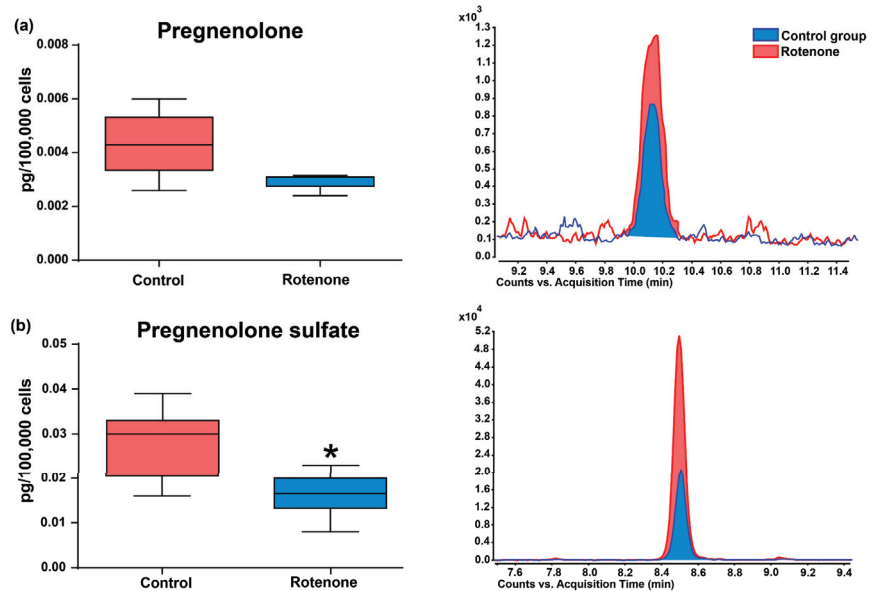 (a)
Pregnenolone
pg/100,000 cells
0.008
0.006
0.004
0.002
0.000
Control
Rotenone
x10³
1.3
1.2
1.1
1.0
0.9
0.8
0.7
0.6
0.5
0.4
0.3
0.2
0.1
0.0
Control group
Rotenone
9.2 9.4 9.6 9.8 10.0 10.2 10.4 10.6 10.8 11.0 11.2 11.4
Counts vs. Acquisition Time (min)
(b)
Pregnenolone sulfate
pg/100,000 cells
0.05
0.04
0.03
0.02
0.01
0.00
*
Control
Rotenone
x10⁴
5.2
4.8
4.4
4.0
3.6
3.2
2.8
2.4
2.0
1.6
1.2
0.8
0.4
0.0
7.6 7.8 8.0 8.2 8.4 8.6 8.8 9.0 9.2 9.4
Counts vs. Acquisition Time (min)